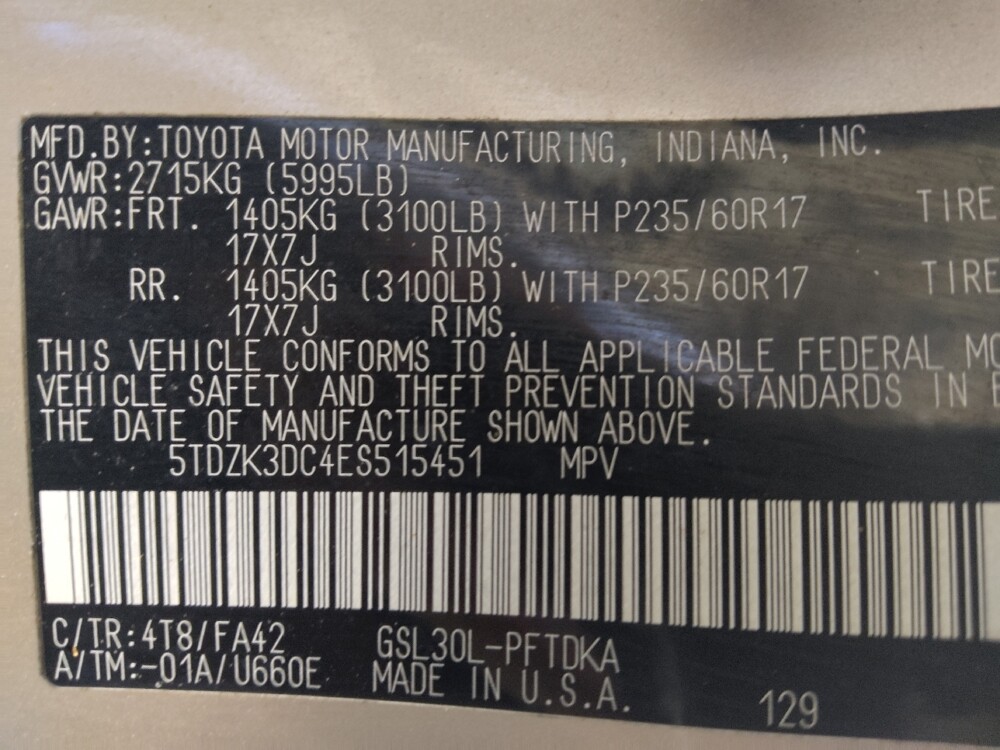 MFD.BY:TOYOTA MOTOR MANUFACTURING, INDIANA, INC.
GVWR:2715KG (5995LB)
GAWR:FRT. 1405KG (3100LB) WITH P235/60R17 TIRE
17X7J RIMS.
RR. 1405KG (3100LB) WITH P235/60R17 TIRE
17X7J RIMS.
THIS VEHICLE CONFORMS TO ALL APPLICABLE FEDERAL MO
VEHICLE SAFETY AND THEFT PREVENTION STANDARDS IN E
THE DATE OF MANUFACTURE SHOWN ABOVE.
5TDZK3DC4ES515451 MPV
C/TR:4T8/FA42 GSL30L-PFTDKA
A/TM:-01A/U660E MADE IN U.S.A.
129